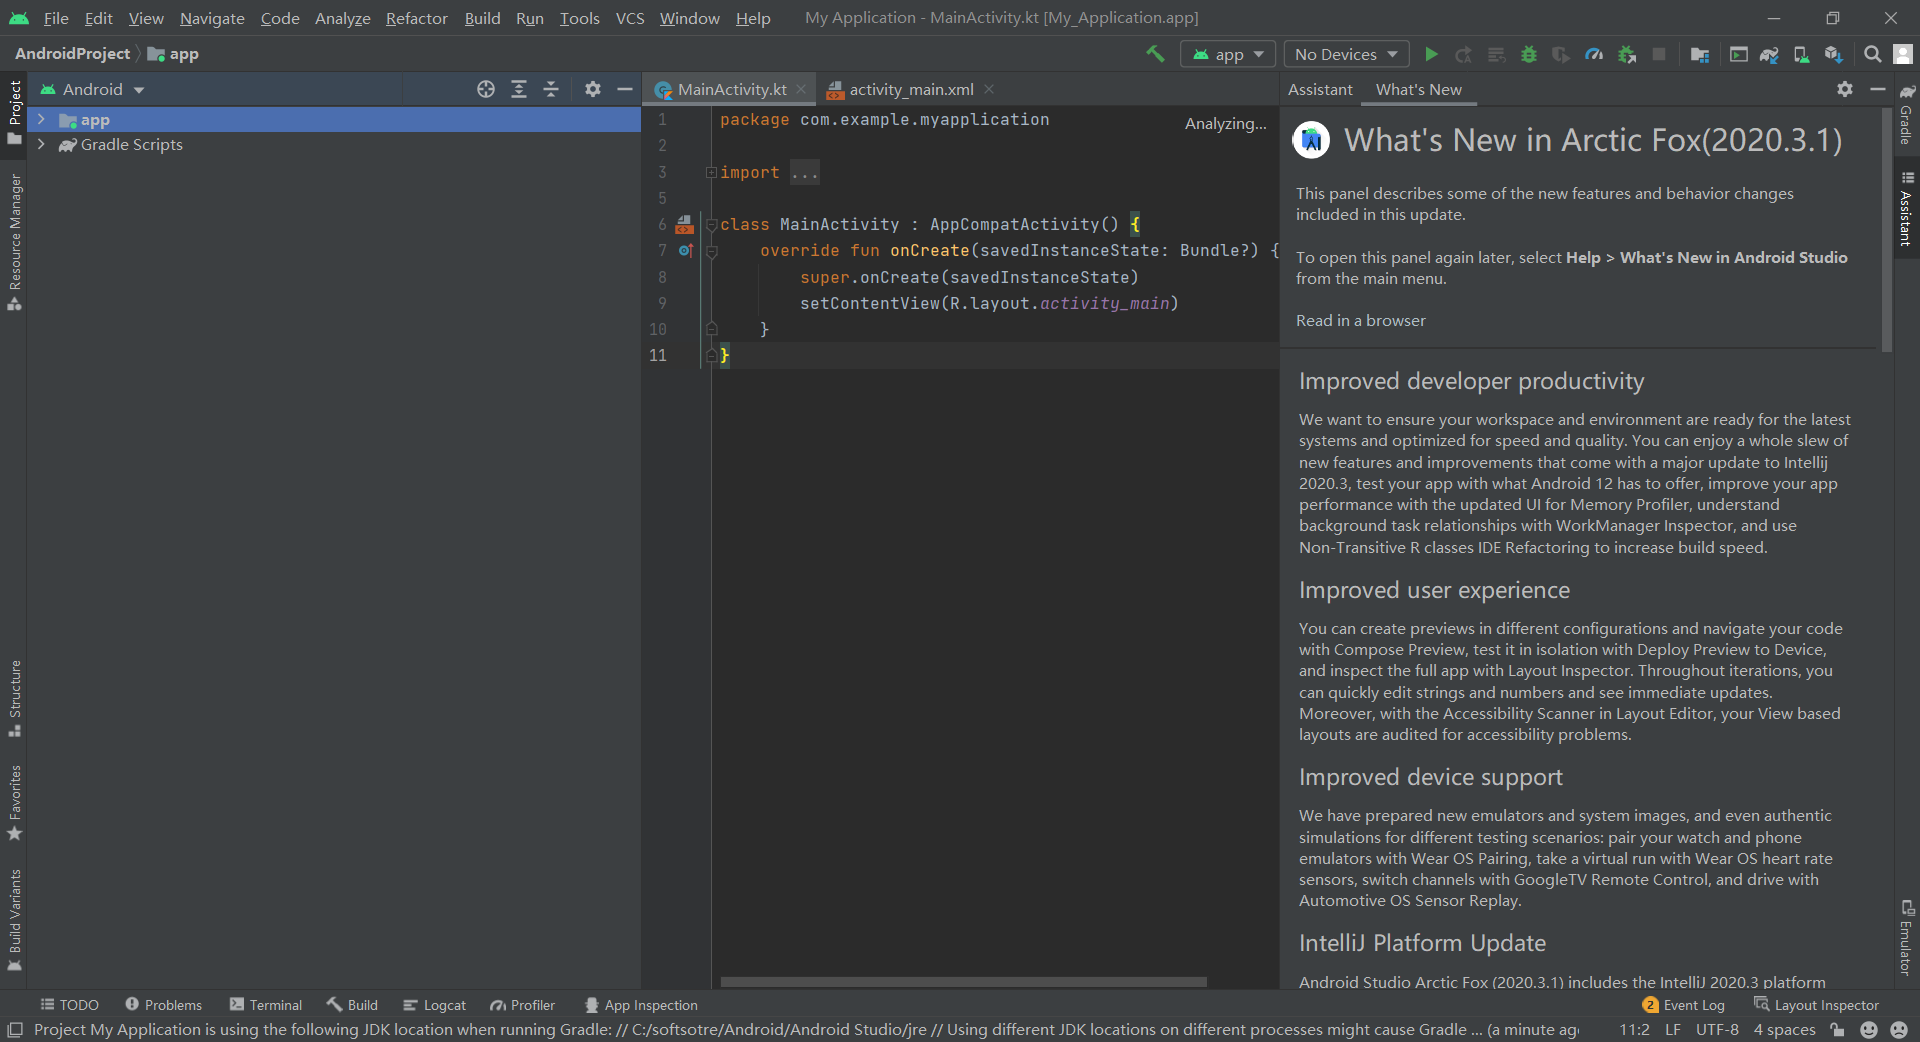 File Edit View Navigate Code Analyze Refactor Build Run Tools VCS Window Help My Application - MainActivity.kt [My_Application.app]
AndroidProject app
app No Devices
Project
Resource Manager
Structure
Favorites
Build Variants
Android
app
Gradle Scripts
MainActivity.kt activity_main.xml
Analyzing...
1 package com.example.myapplication
2
3 import ...
5
6 class MainActivity : AppCompatActivity() {
7 override fun onCreate(savedInstanceState: Bundle?) {
8 super.onCreate(savedInstanceState)
9 setContentView(R.layout.activity_main)
10 }
11 }
Assistant What's New
What's New in Arctic Fox(2020.3.1)
This panel describes some of the new features and behavior changes
included in this update.
To open this panel again later, select Help > What's New in Android Studio
from the main menu.
Read in a browser
Improved developer productivity
We want to ensure your workspace and environment are ready for the latest
systems and optimized for speed and quality. You can enjoy a whole slew of
new features and improvements that come with a major update to Intellij
2020.3, test your app with what Android 12 has to offer, improve your app
performance with the updated UI for Memory Profiler, understand
background task relationships with WorkManager Inspector, and use
Non-Transitive R classes IDE Refactoring to increase build speed.
Improved user experience
You can create previews in different configurations and navigate your code
with Compose Preview, test it in isolation with Deploy Preview to Device,
and inspect the full app with Layout Inspector. Throughout iterations, you
can quickly edit strings and numbers and see immediate updates.
Moreover, with the Accessibility Scanner in Layout Editor, your View based
layouts are audited for accessibility problems.
Improved device support
We have prepared new emulators and system images, and even authentic
simulations for different testing scenarios: pair your watch and phone
emulators with Wear OS Pairing, take a virtual run with Wear OS heart rate
sensors, switch channels with GoogleTV Remote Control, and drive with
Automotive OS Sensor Replay.
IntelliJ Platform Update
Android Studio Arctic Fox (2020.3.1) includes the IntelliJ 2020.3 platform
Gradle
Assistant
Emulator
TODO Problems Terminal Build Logcat Profiler App Inspection 2 Event Log Layout Inspector
Project My Application is using the following JDK location when running Gradle: // C:/softsotre/Android/Android Studio/jre // Using different JDK locations on different processes might cause Gradle ... (a minute ago 11:2 LF UTF-8 4 spaces